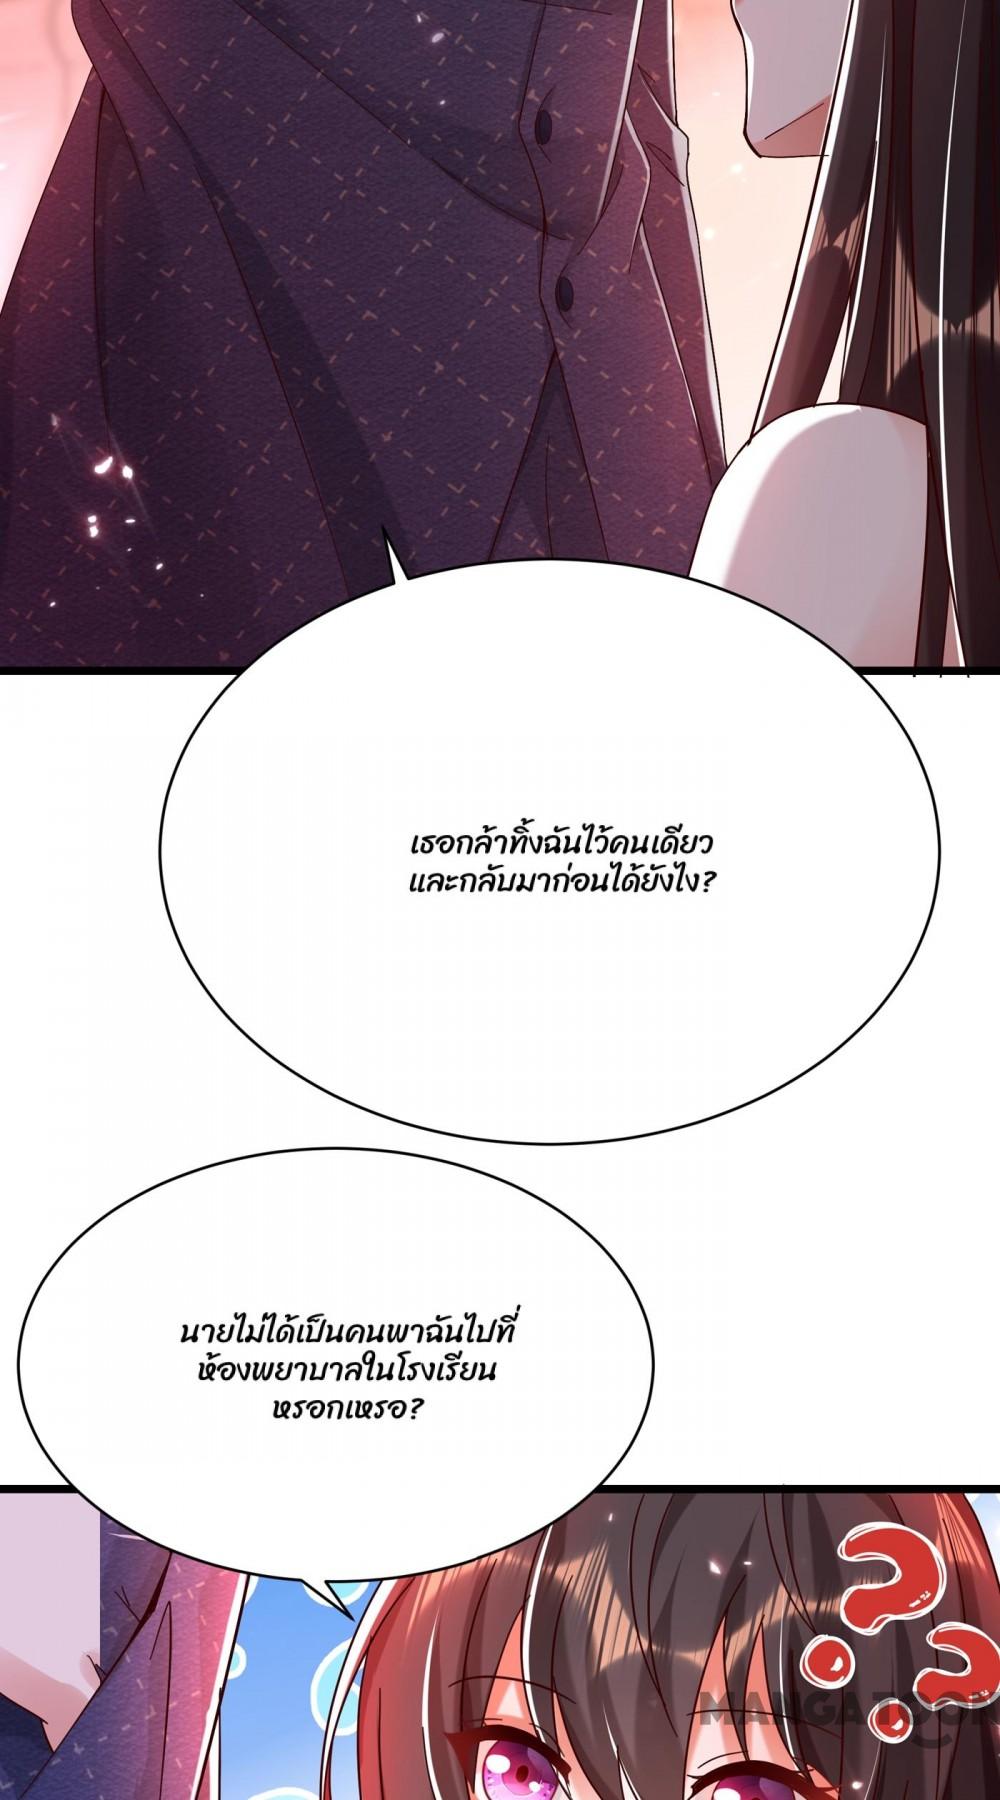 เธอกล้าทิ้งฉันไว้คนเดียว
และกลับมาก่อนได้ยังไง?
นายไม่ได้เป็นคนพาฉันไปที่
ห้องพยาบาลในโรงเรียน
หรอกเหรอ?
??
MANGATOON